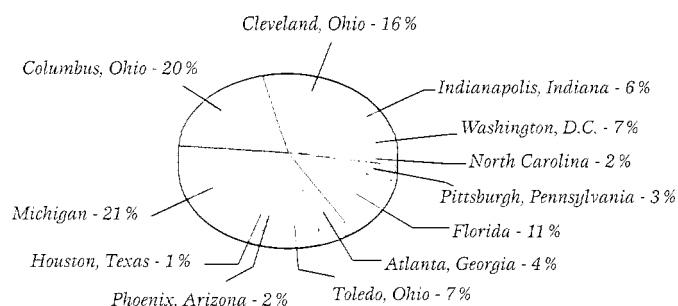 Cleveland, Ohio - 16%
Columbus, Ohio - 20%
Indianapolis, Indiana - 6%
Washington, D.C. - 7%
North Carolina - 2%
Pittsburgh, Pennsylvania - 3%
Michigan - 21%
Florida - 11%
Houston, Texas - 1%
Atlanta, Georgia - 4%
Phoenix, Arizona - 2%
Toledo, Ohio - 7%